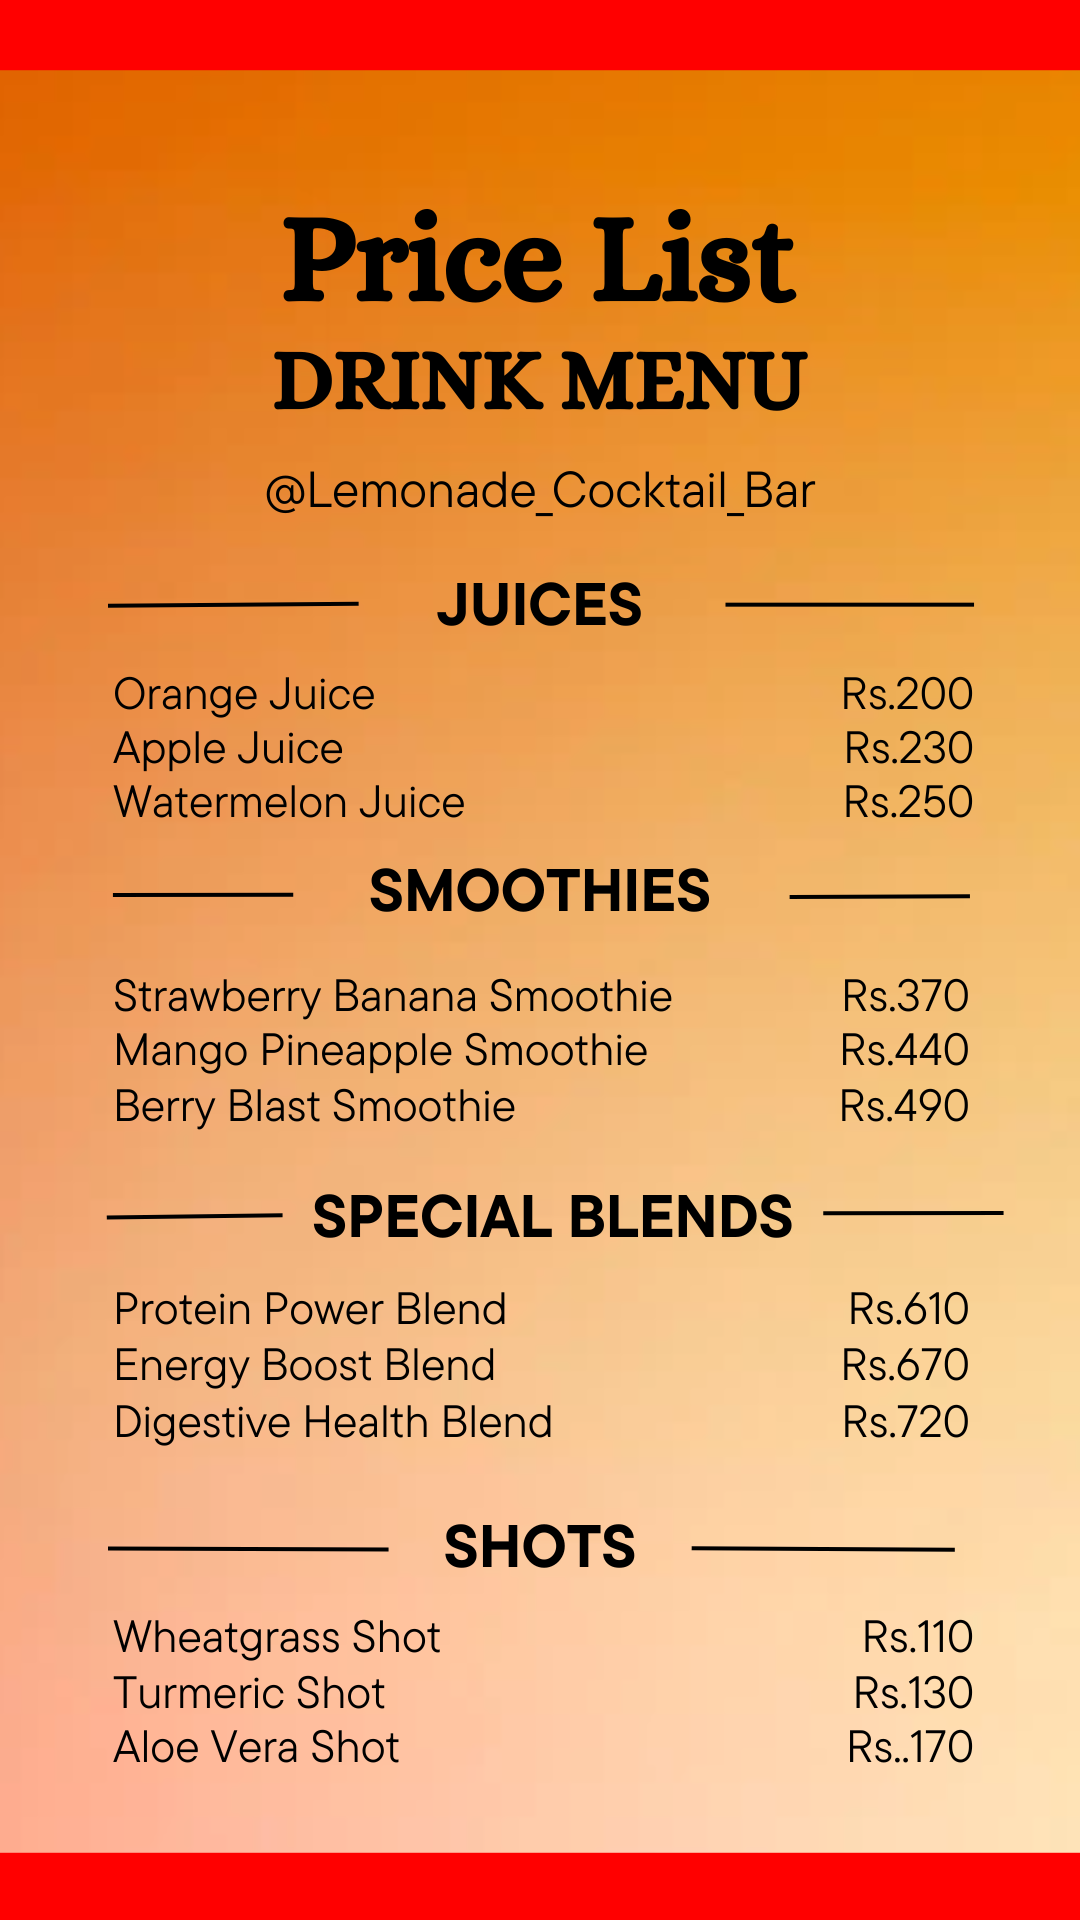 Price List
DRINK MENU
@Lemonade_Cocktail_Bar
JUICES
Orange Juice Rs.200
Apple Juice Rs.230
Watermelon Juice Rs.250
SMOOTHIES
Strawberry Banana Smoothie Rs.370
Mango Pineapple Smoothie Rs.440
Berry Blast Smoothie Rs.490
SPECIAL BLENDS
Protein Power Blend Rs.610
Energy Boost Blend Rs.670
Digestive Health Blend Rs.720
SHOTS
Wheatgrass Shot Rs.110
Turmeric Shot Rs.130
Aloe Vera Shot Rs..170